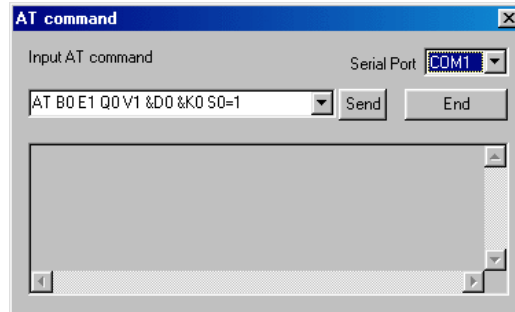 AT command
Input AT command
Serial Port COM1
AT B0 E1 Q0 V1 &D0 &K0 S0=1 Send End